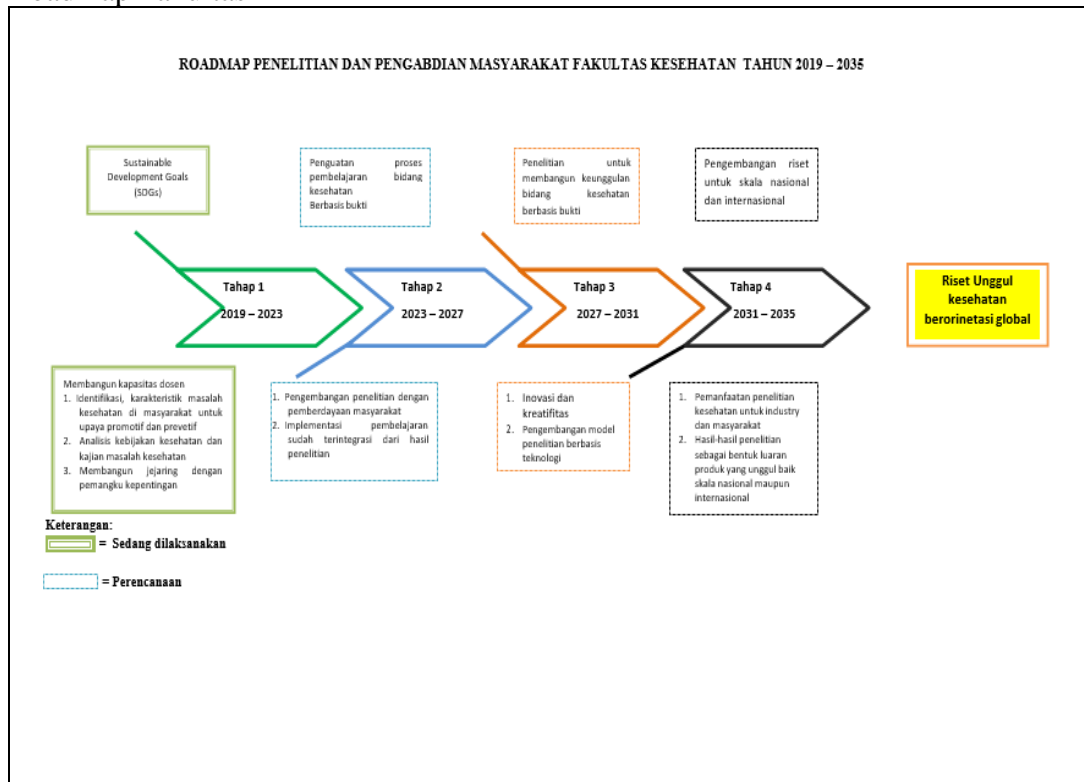 ROADMAP PENELITIAN DAN PENGABDIAN MASYARAKAT FAKULTAS KESEHATAN TAHUN 2019 – 2035
Sustainable
Development Goals
(SDGs)
Penguatan proses
pembelajaran bidang
kesehatan
Berbasis bukti
Penelitian untuk
membangun keunggulan
bidang kesehatan
berbasis bukti
Pengembangan riset
untuk skala nasional
dan internasional
Tahap 1
2019 – 2023
Tahap 2
2023 – 2027
Tahap 3
2027 – 2031
Tahap 4
2031 – 2035
Riset Unggul
kesehatan
berorinetasi global
Membangun kapasitas dosen
1. Identifikasi, karakteristik masalah
kesehatan di masyarakat untuk
upaya promotif dan prevetif
2. Analisis kebijakan kesehatan dan
kajian masalah kesehatan
3. Membangun jejaring dengan
pemangku kepentingan
1. Pengembangan penelitian dengan
pemberdayaan masyarakat
2. Implementasi pembelajaran
sudah terintegrasi dari hasil
penelitian
1. Inovasi dan
kreatifitas
2. Pengembangan model
penelitian berbasis
teknologi
1. Pemanfaatan penelitian
kesehatan untuk industry
dan masyarakat
2. Hasil-hasil penelitian
sebagai bentuk luaran
produk yang unggul baik
skala nasional maupun
internasional
Keterangan:
= Sedang dilaksanakan
= Perencanaan